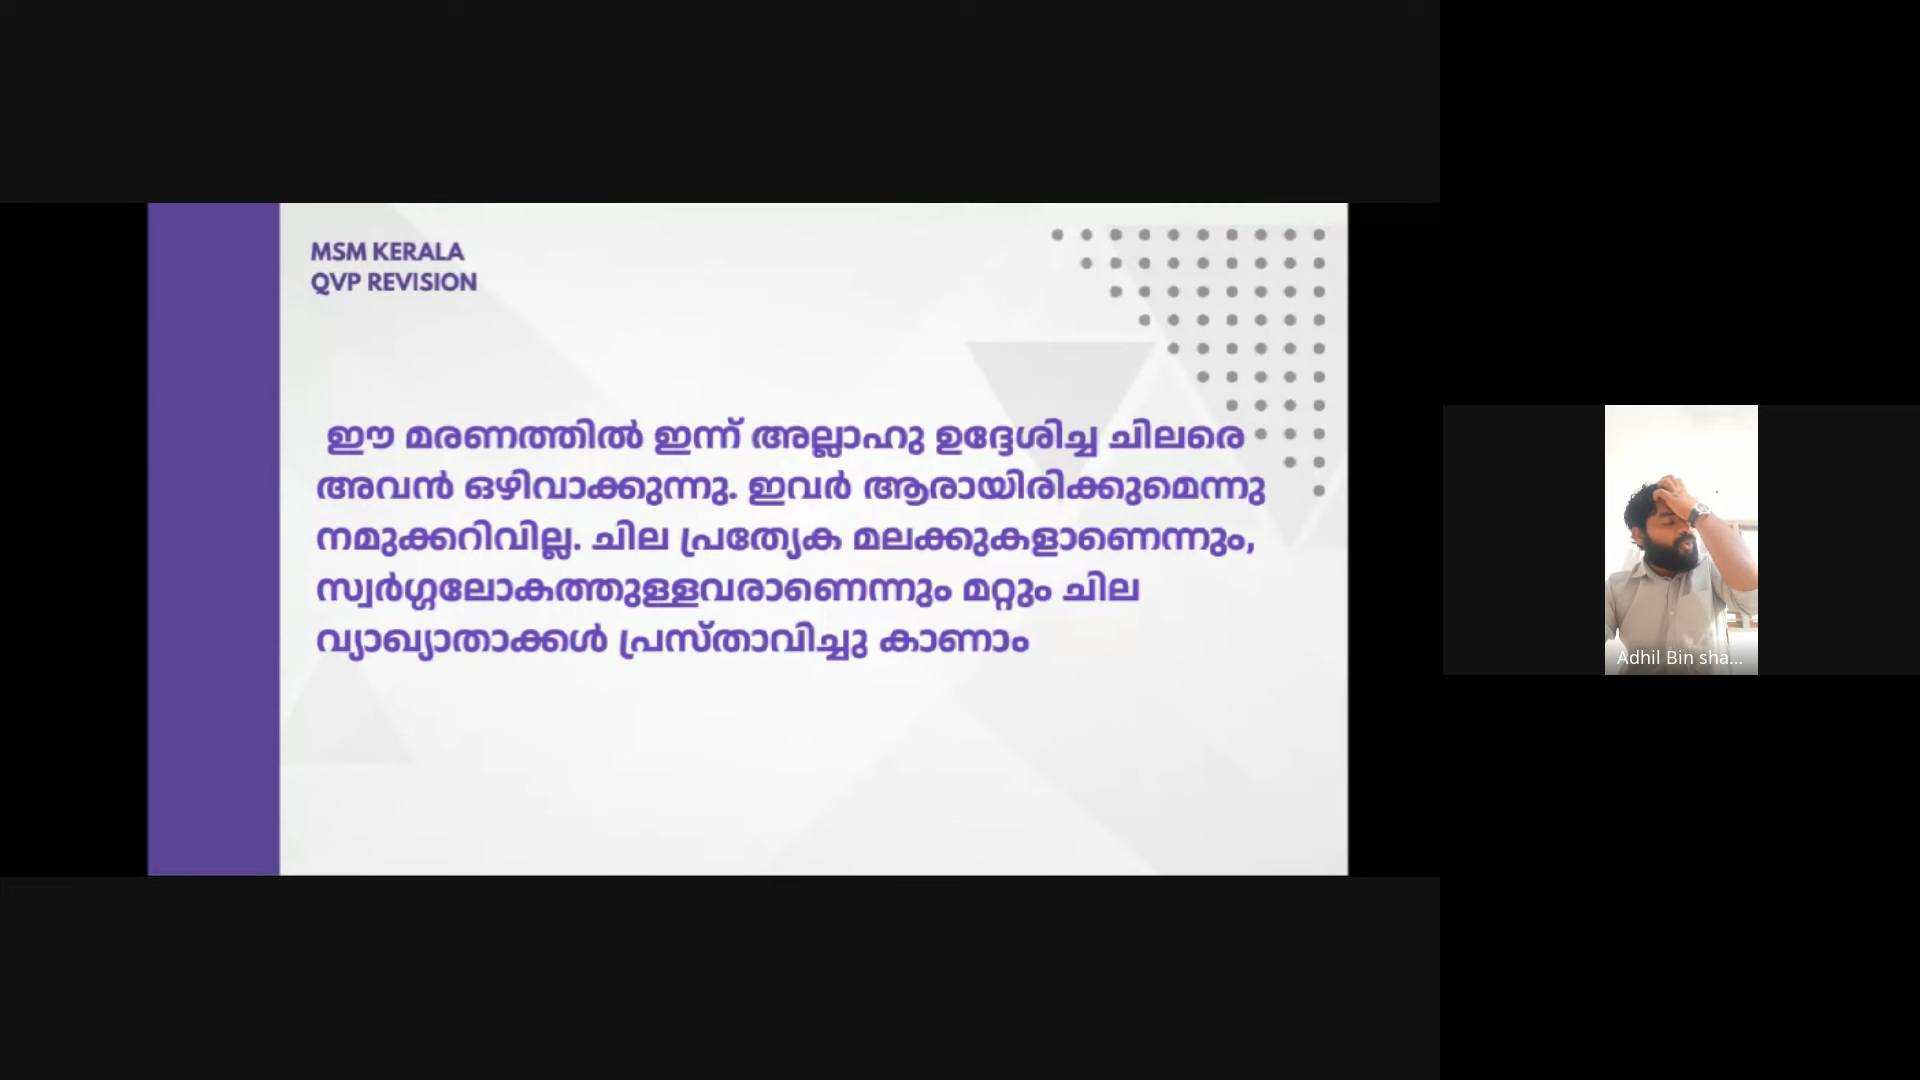 MSM KERALA
QVP REVISION
ഈ മരണത്തിൽ ഇന്ന് അല്ലാഹു ഉദ്ദേശിച്ച ചിലരെ
അവൻ ഒഴിവാക്കുന്നു. ഇവർ ആരായിരിക്കുമെന്നു
നമുക്കറിവില്ല. ചില പ്രത്യേക മലക്കുകളാണെന്നും,
സ്വർഗ്ഗലോകത്തുള്ളവരാണെന്നും മറ്റും ചില
വ്യാഖ്യാതാക്കൾ പ്രസ്താവിച്ചു കാണാം
Adhil Bin sha...